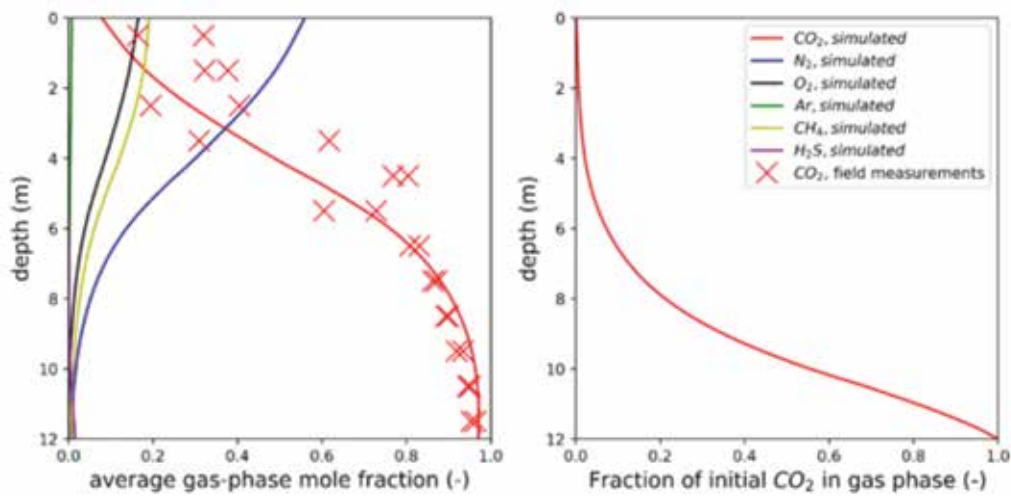 0
2
4
6
8
10
12
depth (m)
0.0 0.2 0.4 0.6 0.8 1.0
average gas-phase mole fraction (-)
0
2
4
6
8
10
12
depth (m)
CO₂, simulated
N₂, simulated
O₂, simulated
Ar, simulated
CH₄, simulated
H₂S, simulated
CO₂, field measurements
0.0 0.2 0.4 0.6 0.8 1.0
Fraction of initial CO₂ in gas phase (-)